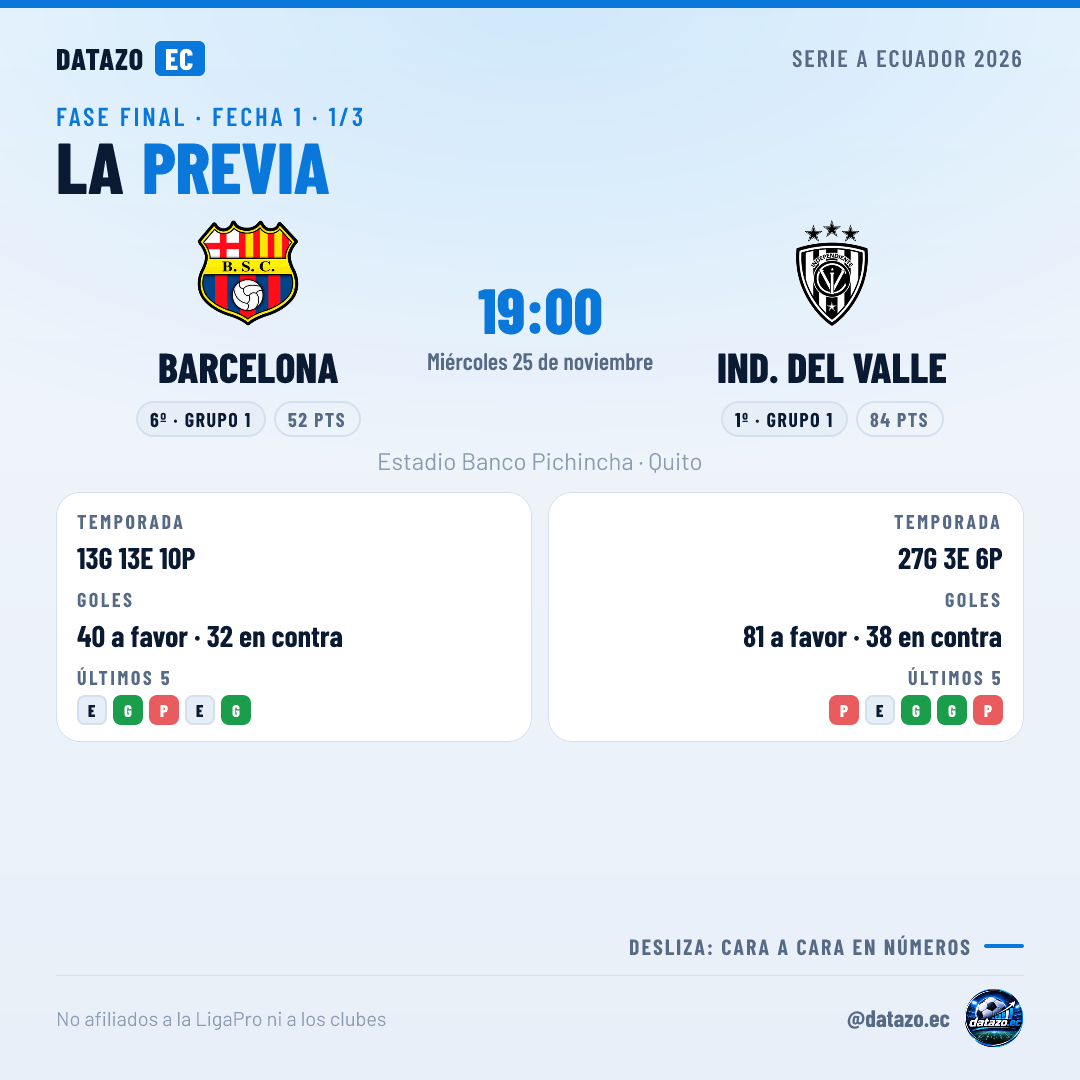 DATAZO EC
SERIE A ECUADOR 2026
FASE FINAL · FECHA 1 · 1/3
LA PREVIA
B. S. C.
INDEPENDIENTE
19:00
Miércoles 25 de noviembre
BARCELONA
IND. DEL VALLE
6º · GRUPO 1
52 PTS
1º · GRUPO 1
84 PTS
Estadio Banco Pichincha · Quito
TEMPORADA
13G 13E 10P
GOLES
40 a favor · 32 en contra
ÚLTIMOS 5
E G P E G
TEMPORADA
27G 3E 6P
GOLES
81 a favor · 38 en contra
ÚLTIMOS 5
P E G G P
DESLIZA: CARA A CARA EN NÚMEROS
No afiliados a la LigaPro ni a los clubes
@datazo.ec
datazo.ec